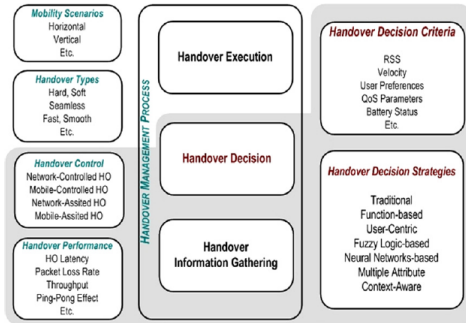 Mobility Scenarios
Horizontal
Vertical
Etc.
Handover Types
Hard, Soft
Seamless
Fast, Smooth
Etc.
Handover Control
Network-Controlled HO
Mobile-Controlled HO
Network-Assited HO
Mobile-Assited HO
Handover Performance
HO Latency
Packet Loss Rate
Throughput
Ping-Pong Effect
Etc.
HANDOVER MANAGEMENT PROCESS
Handover Execution
Handover Decision
Handover
Information Gathering
Handover Decision Criteria
RSS
Velocity
User Preferences
QoS Parameters
Battery Status
Etc.
Handover Decision Strategies
Traditional
Function-based
User-Centric
Fuzzy Logic-based
Neural Networks-based
Multiple Attribute
Context-Aware